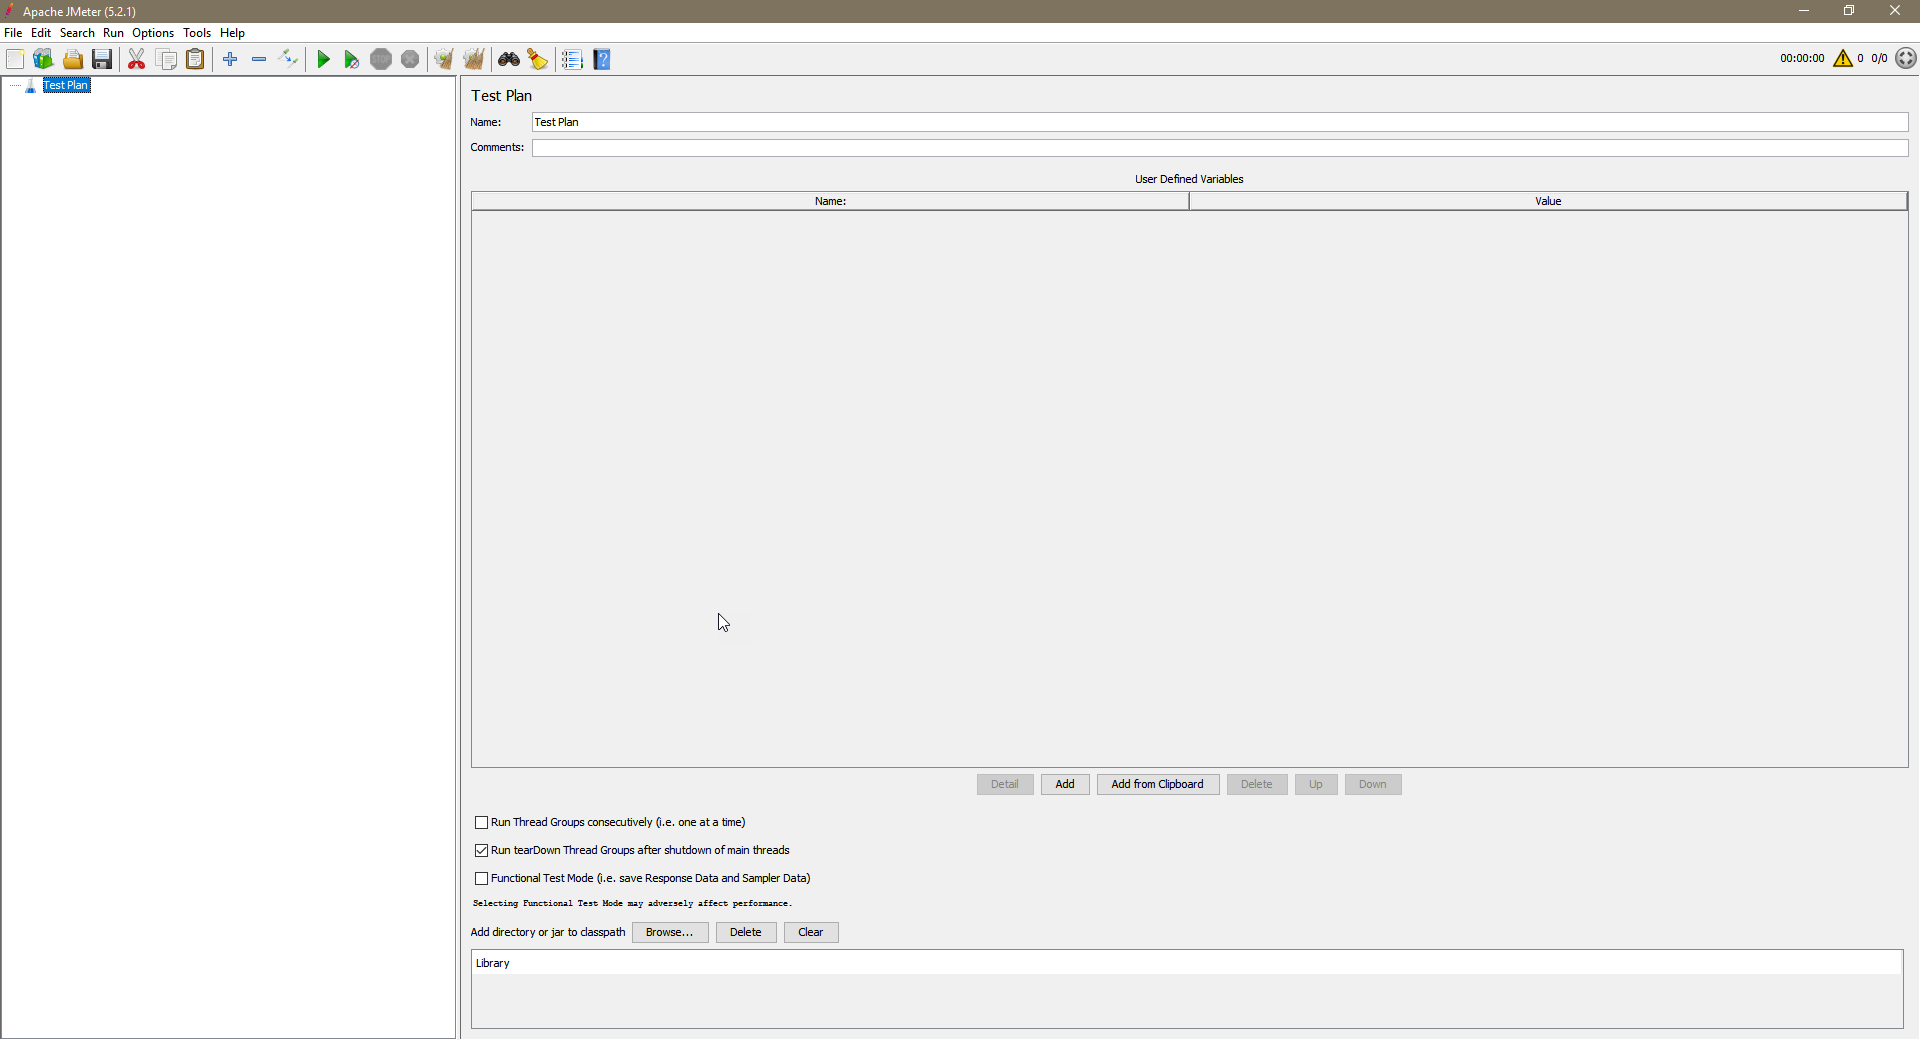 Apache JMeter (5.2.1)
File Edit Search Run Options Tools Help
STOP
00:00:00 0 0/0
Test Plan
Test Plan
Name: Test Plan
Comments:
User Defined Variables
Name: Value
Detail Add Add from Clipboard Delete Up Down
Run Thread Groups consecutively (i.e. one at a time)
Run tearDown Thread Groups after shutdown of main threads
Functional Test Mode (i.e. save Response Data and Sampler Data)
Selecting Functional Test Mode may adversely affect performance.
Add directory or jar to classpath Browse... Delete Clear
Library